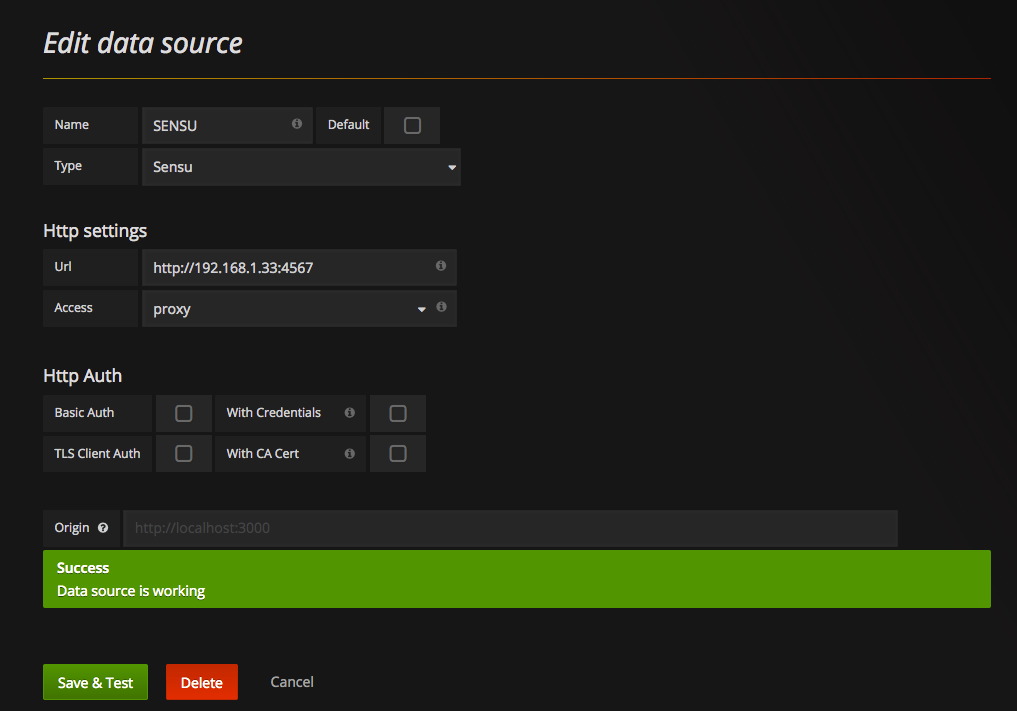 Edit data source
Name SENSU Default
Type Sensu
Http settings
Url http://192.168.1.33:4567
Access proxy
Http Auth
Basic Auth With Credentials
TLS Client Auth With CA Cert
Origin http://localhost:3000
Success
Data source is working
Save & Test Delete Cancel